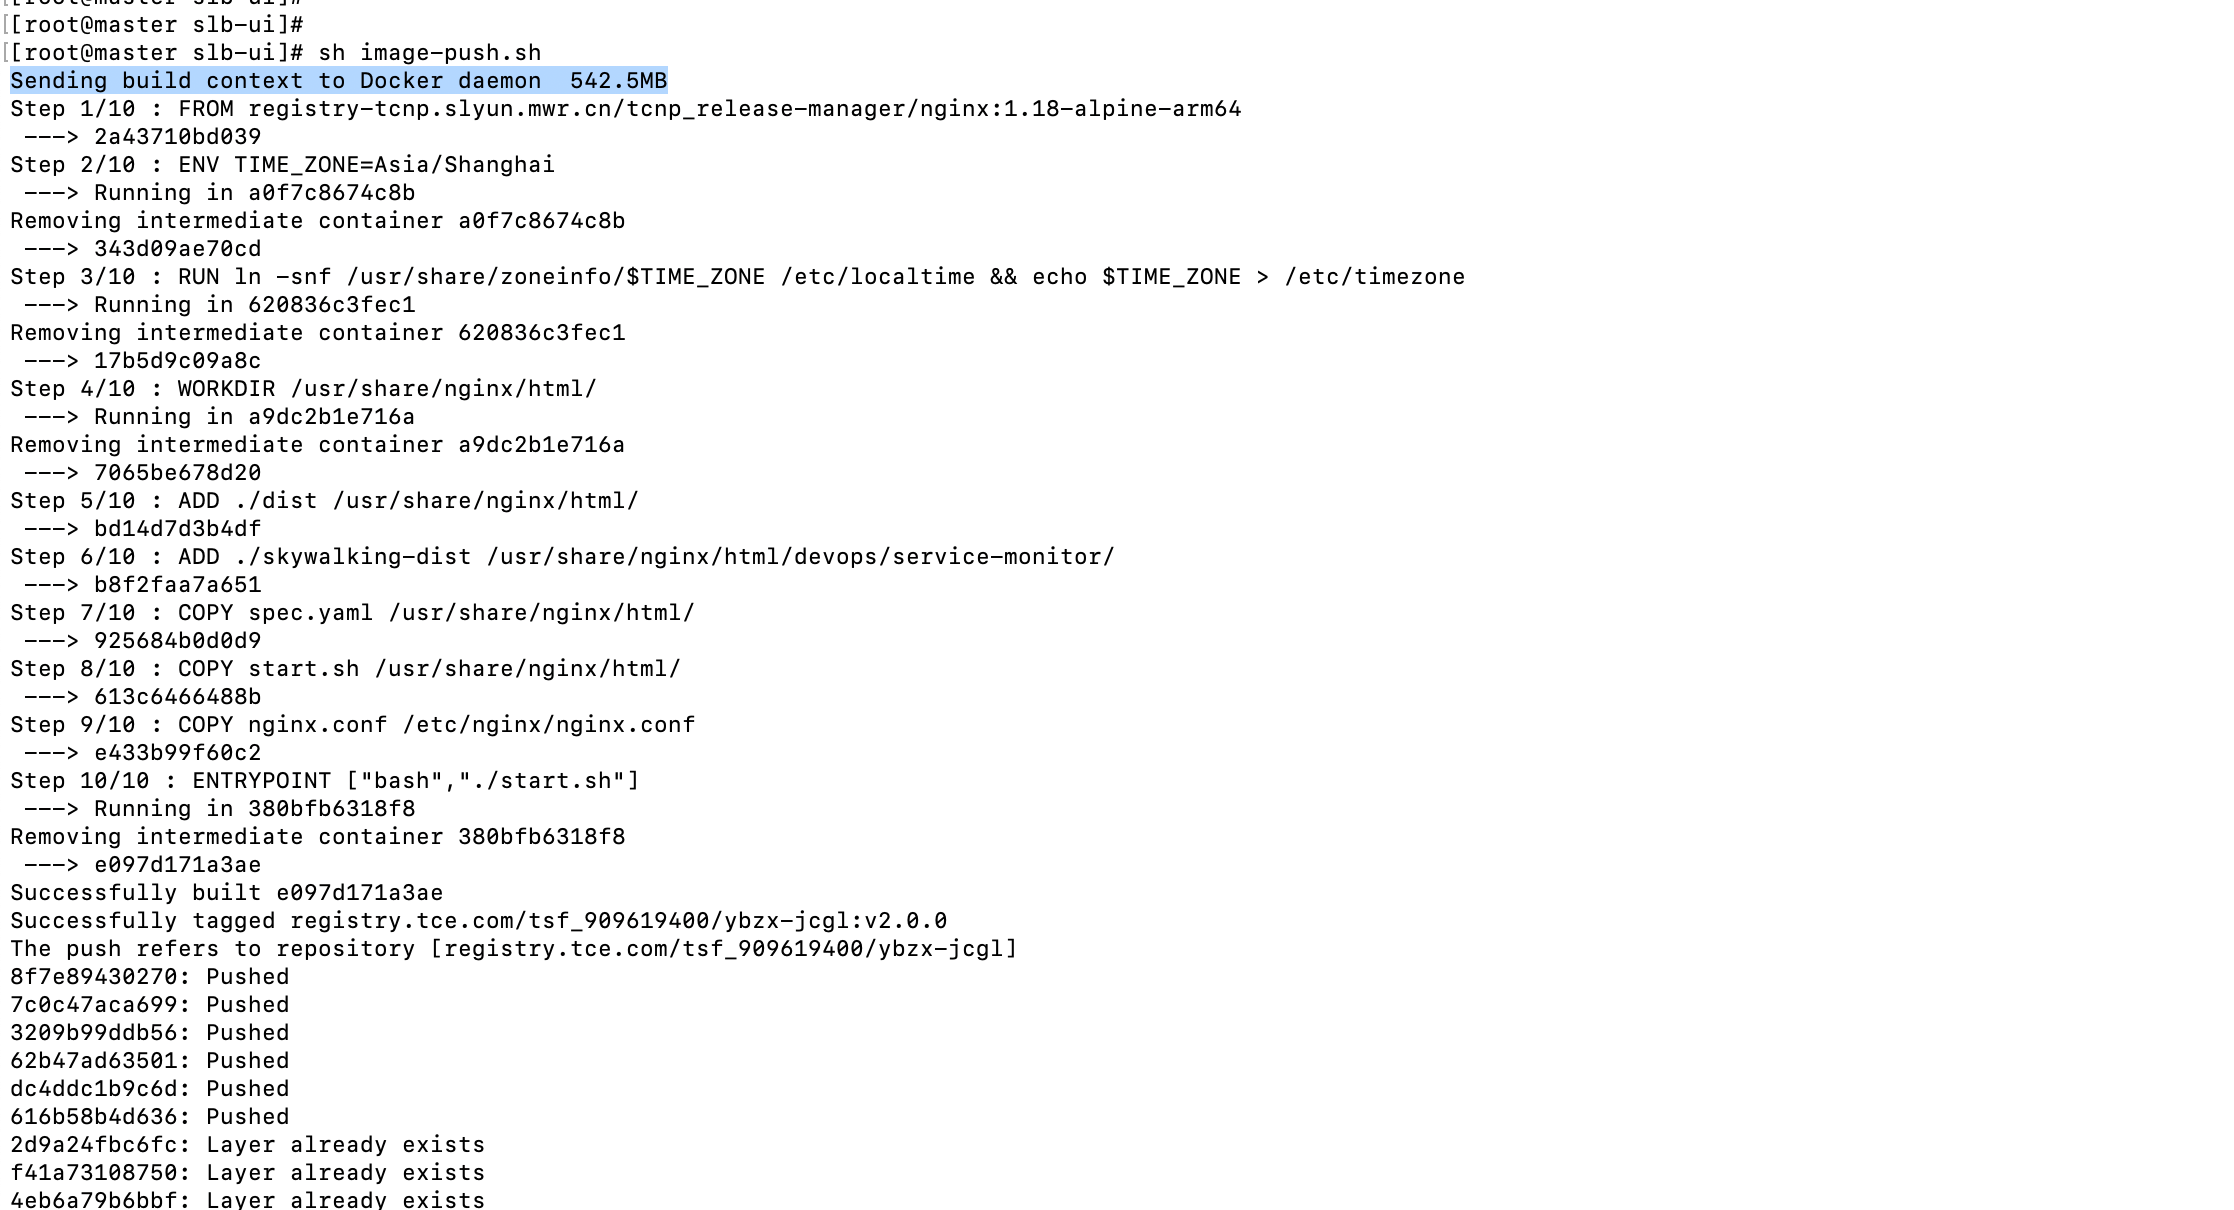 [[root@master slb-ui]#
[[root@master slb-ui]#
[[root@master slb-ui]# sh image-push.sh
Sending build context to Docker daemon  542.5MB
Step 1/10 : FROM registry-tcnp.slyun.mwr.cn/tcnp_release-manager/nginx:1.18-alpine-arm64
 ---> 2a43710bd039
Step 2/10 : ENV TIME_ZONE=Asia/Shanghai
 ---> Running in a0f7c8674c8b
Removing intermediate container a0f7c8674c8b
 ---> 343d09ae70cd
Step 3/10 : RUN ln -snf /usr/share/zoneinfo/$TIME_ZONE /etc/localtime && echo $TIME_ZONE > /etc/timezone
 ---> Running in 620836c3fec1
Removing intermediate container 620836c3fec1
 ---> 17b5d9c09a8c
Step 4/10 : WORKDIR /usr/share/nginx/html/
 ---> Running in a9dc2b1e716a
Removing intermediate container a9dc2b1e716a
 ---> 7065be678d20
Step 5/10 : ADD ./dist /usr/share/nginx/html/
 ---> bd14d7d3b4df
Step 6/10 : ADD ./skywalking-dist /usr/share/nginx/html/devops/service-monitor/
 ---> b8f2faa7a651
Step 7/10 : COPY spec.yaml /usr/share/nginx/html/
 ---> 925684b0d0d9
Step 8/10 : COPY start.sh /usr/share/nginx/html/
 ---> 613c6466488b
Step 9/10 : COPY nginx.conf /etc/nginx/nginx.conf
 ---> e433b99f60c2
Step 10/10 : ENTRYPOINT ["bash","./start.sh"]
 ---> Running in 380bfb6318f8
Removing intermediate container 380bfb6318f8
 ---> e097d171a3ae
Successfully built e097d171a3ae
Successfully tagged registry.tce.com/tsf_909619400/ybzx-jcgl:v2.0.0
The push refers to repository [registry.tce.com/tsf_909619400/ybzx-jcgl]
8f7e89430270: Pushed
7c0c47aca699: Pushed
3209b99ddb56: Pushed
62b47ad63501: Pushed
dc4ddc1b9c6d: Pushed
616b58b4d636: Pushed
2d9a24fbc6fc: Layer already exists
f41a73108750: Layer already exists
4eb6a79b6bbf: Layer already exists